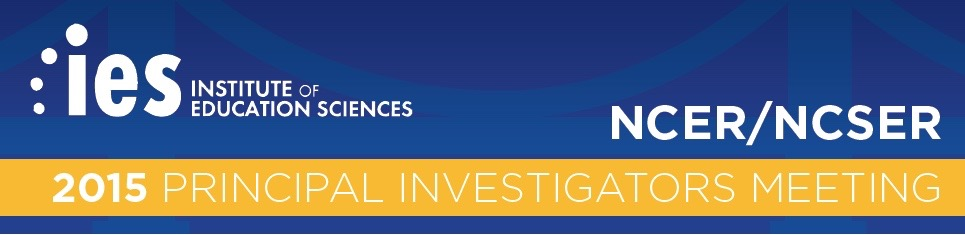 ies INSTITUTE OF
EDUCATION SCIENCES
NCER/NCSER
2015 PRINCIPAL INVESTIGATORS MEETING